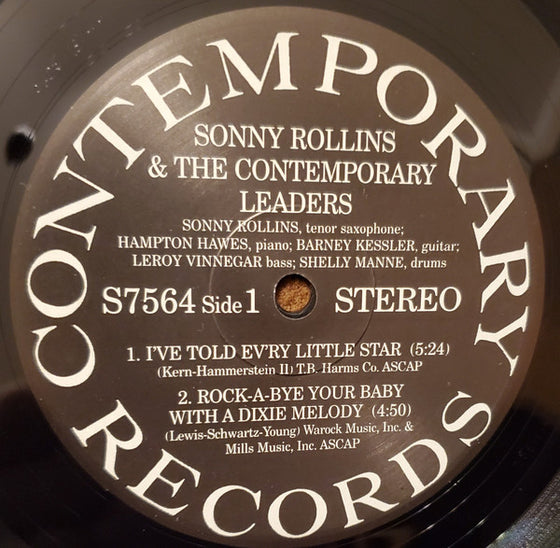 CONTEMPORARY
SONNY ROLLINS
& THE CONTEMPORARY
LEADERS
SONNY ROLLINS, tenor saxophone;
HAMPTON HAWES, piano; BARNEY KESSLER, guitar;
LEROY VINNEGAR bass; SHELLY MANNE, drums
S7564 Side 1 STEREO
1. I'VE TOLD EV'RY LITTLE STAR (5:24)
(Kern-Hammerstein II) T.B. Harms Co. ASCAP
2. ROCK-A-BYE YOUR BABY
WITH A DIXIE MELODY (4:50)
(Lewis-Schwartz-Young) Warock Music, Inc. &
Mills Music, Inc. ASCAP
RECORDS